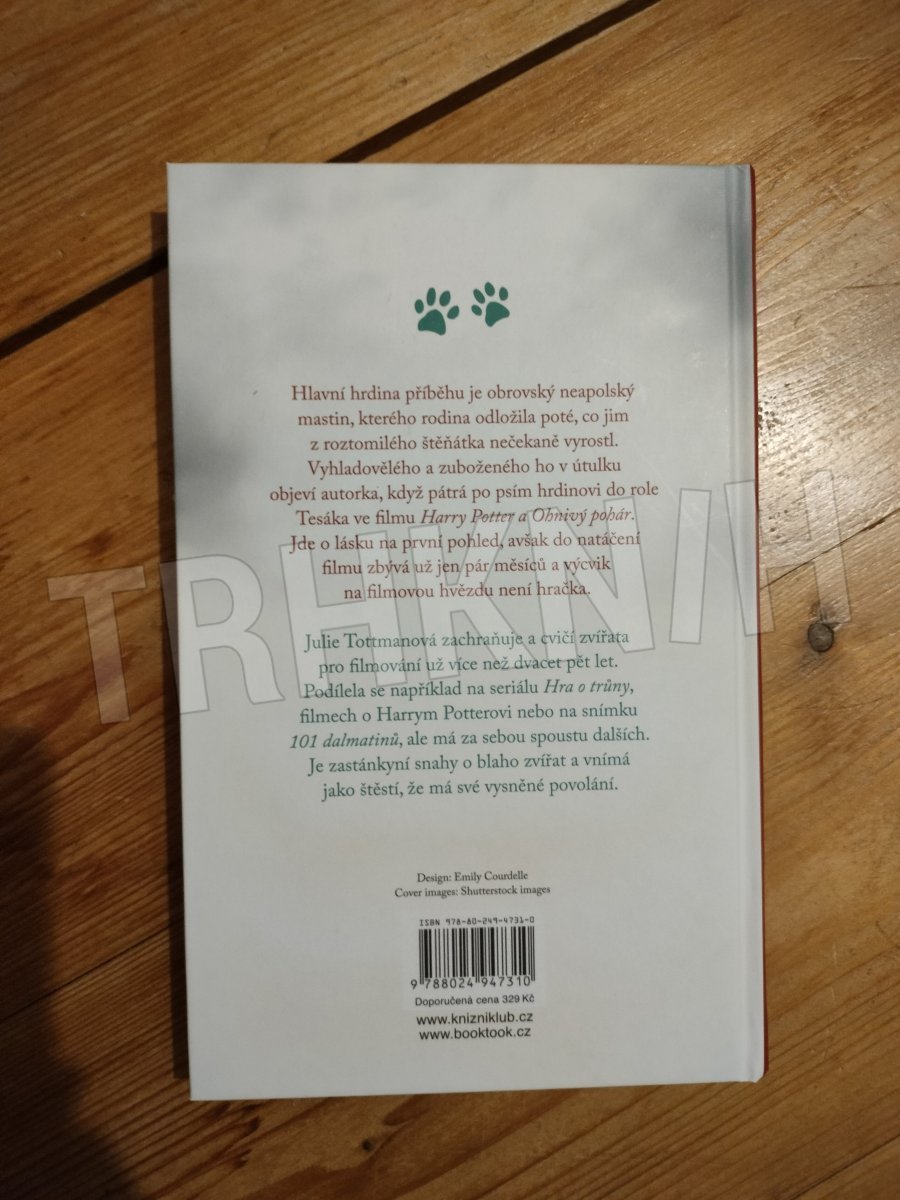 Hlavní hrdina příběhu je obrovský neapolský
mastin, kterého rodina odložila poté, co jim
z roztomilého štěňátka nečekaně vyrostl.
Vyhladovělého a zuboženého ho v útulku
objeví autorka, když pátrá po psím hrdinovi do role
Tesáka ve filmu Harry Potter a Ohnivý pohár.
Jde o lásku na první pohled, avšak do natáčení
filmu zbývá už jen pár měsíců a výcvik
na filmovou hvězdu není hračka.
TRHKNIH
Julie Tottmanová zachraňuje a cvičí zvířata
pro filmování už více než dvacet pět let.
Podílela se například na seriálu Hra o trůny,
filmech o Harrym Potterovi nebo na snímku
101 dalmatinů, ale má za sebou spoustu dalších.
Je zastánkyní snahy o blaho zvířat a vnímá
jako štěstí, že má své vysněné povolání.
Design: Emily Courdelle
Cover images: Shutterstock images
ISBN 978-80-249-4731-0
9 788024 947310
Doporučená cena 329 Kč
www.knizniklub.cz
www.booktook.cz